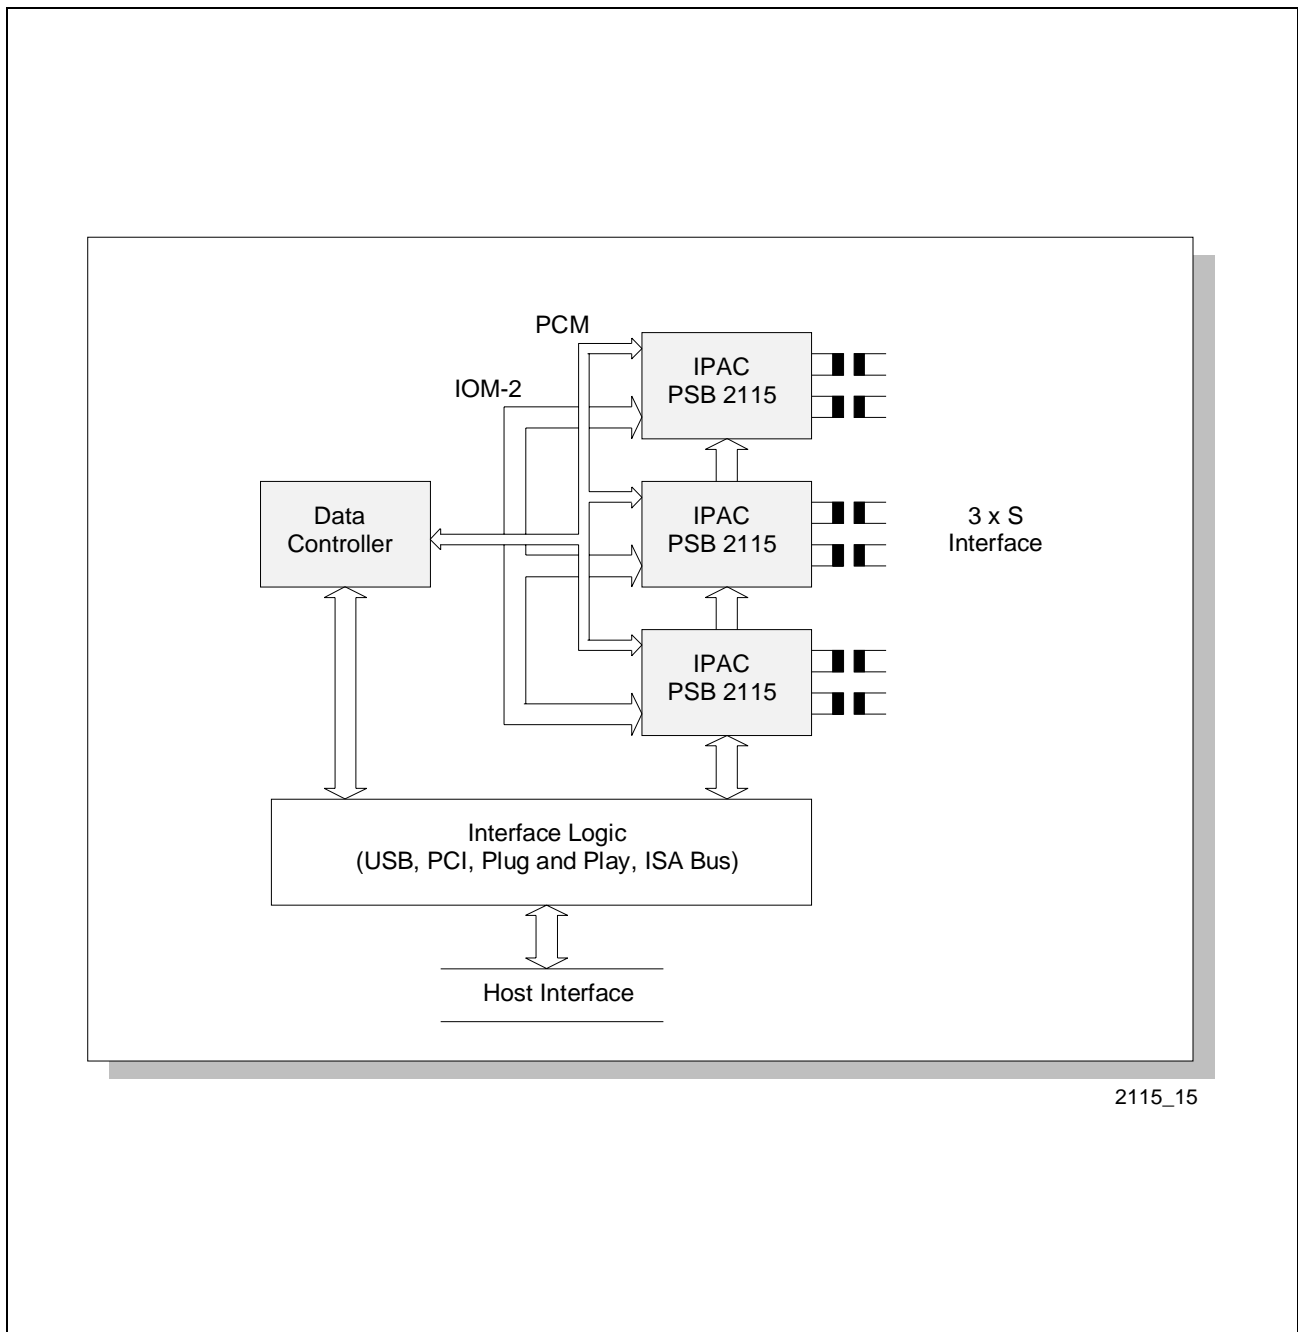 PCM
IOM-2
IPAC
PSB 2115
Data
Controller
IPAC
PSB 2115
3 x S
Interface
IPAC
PSB 2115
Interface Logic
(USB, PCI, Plug and Play, ISA Bus)
Host Interface
2115_15